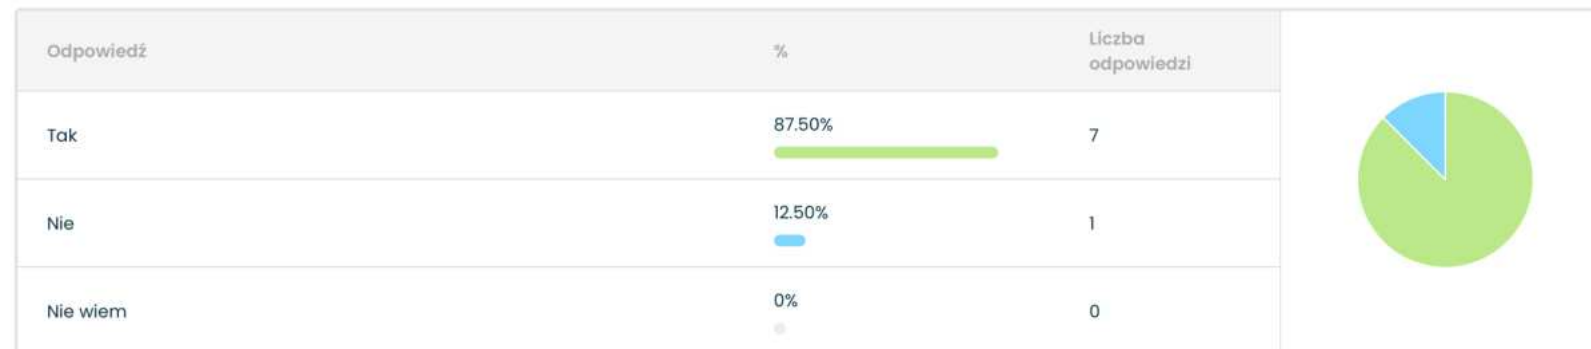 Odpowiedź % Liczba
odpowiedzi
Tak 87.50% 7
Nie 12.50% 1
Nie wiem 0% 0